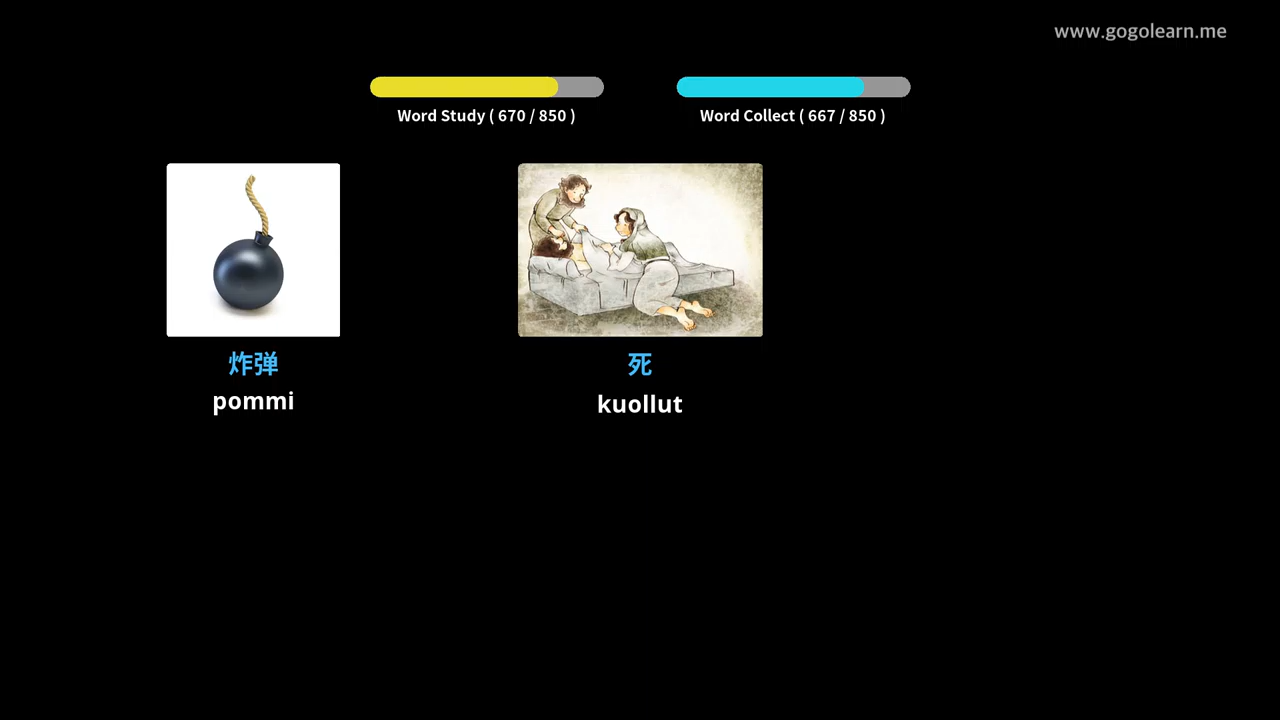 www.gogolearn.me
Word Study ( 670 / 850 )
Word Collect ( 667 / 850 )
炸弹
pommi
死
kuollut